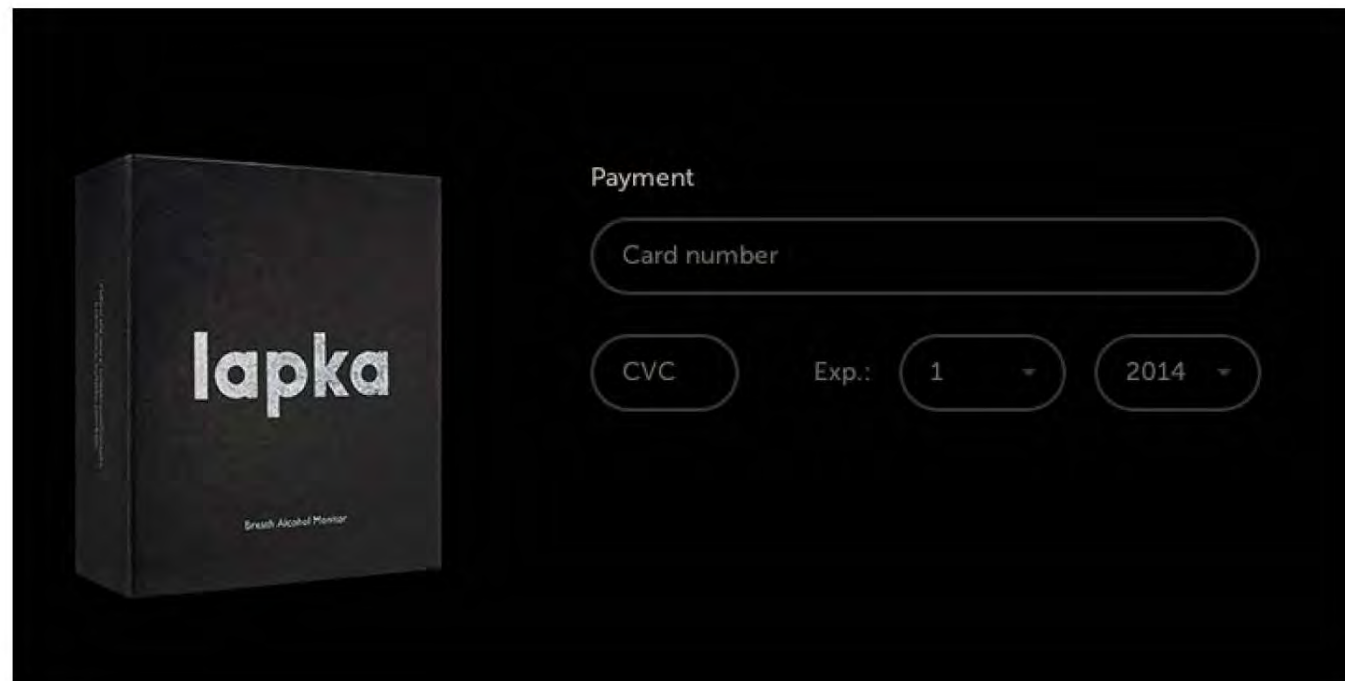 lapka
Breath Alcohol Monitor
Payment
Card number
CVC Exp.: 1 2014